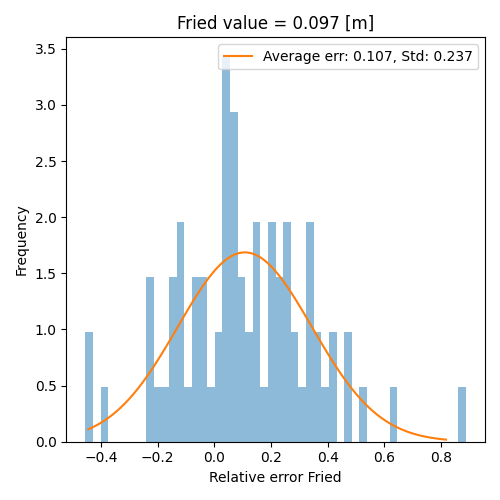 Fried value = 0.097 [m]
Average err: 0.107, Std: 0.237
3.5
3.0
2.5
2.0
1.5
1.0
0.5
0.0
Frequency
−0.4 −0.2 0.0 0.2 0.4 0.6 0.8
Relative error Fried